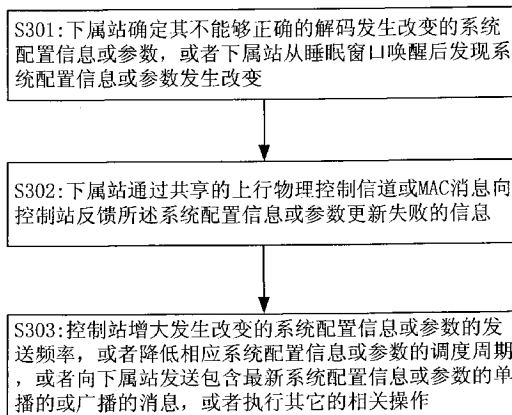 S301:下属站确定其不能够正确的解码发生改变的系统
配置信息或参数，或者下属站从睡眠窗口唤醒后发现系
统配置信息或参数发生改变
S302:下属站通过共享的上行物理控制信道或MAC消息向
控制站反馈所述系统配置信息或参数更新失败的信息
S303:控制站增大发生改变的系统配置信息或参数的发
送频率，或者降低相应系统配置信息或参数的调度周期
，或者向下属站发送包含最新系统配置信息或参数的单
播的或广播的消息，或者执行其它的相关操作